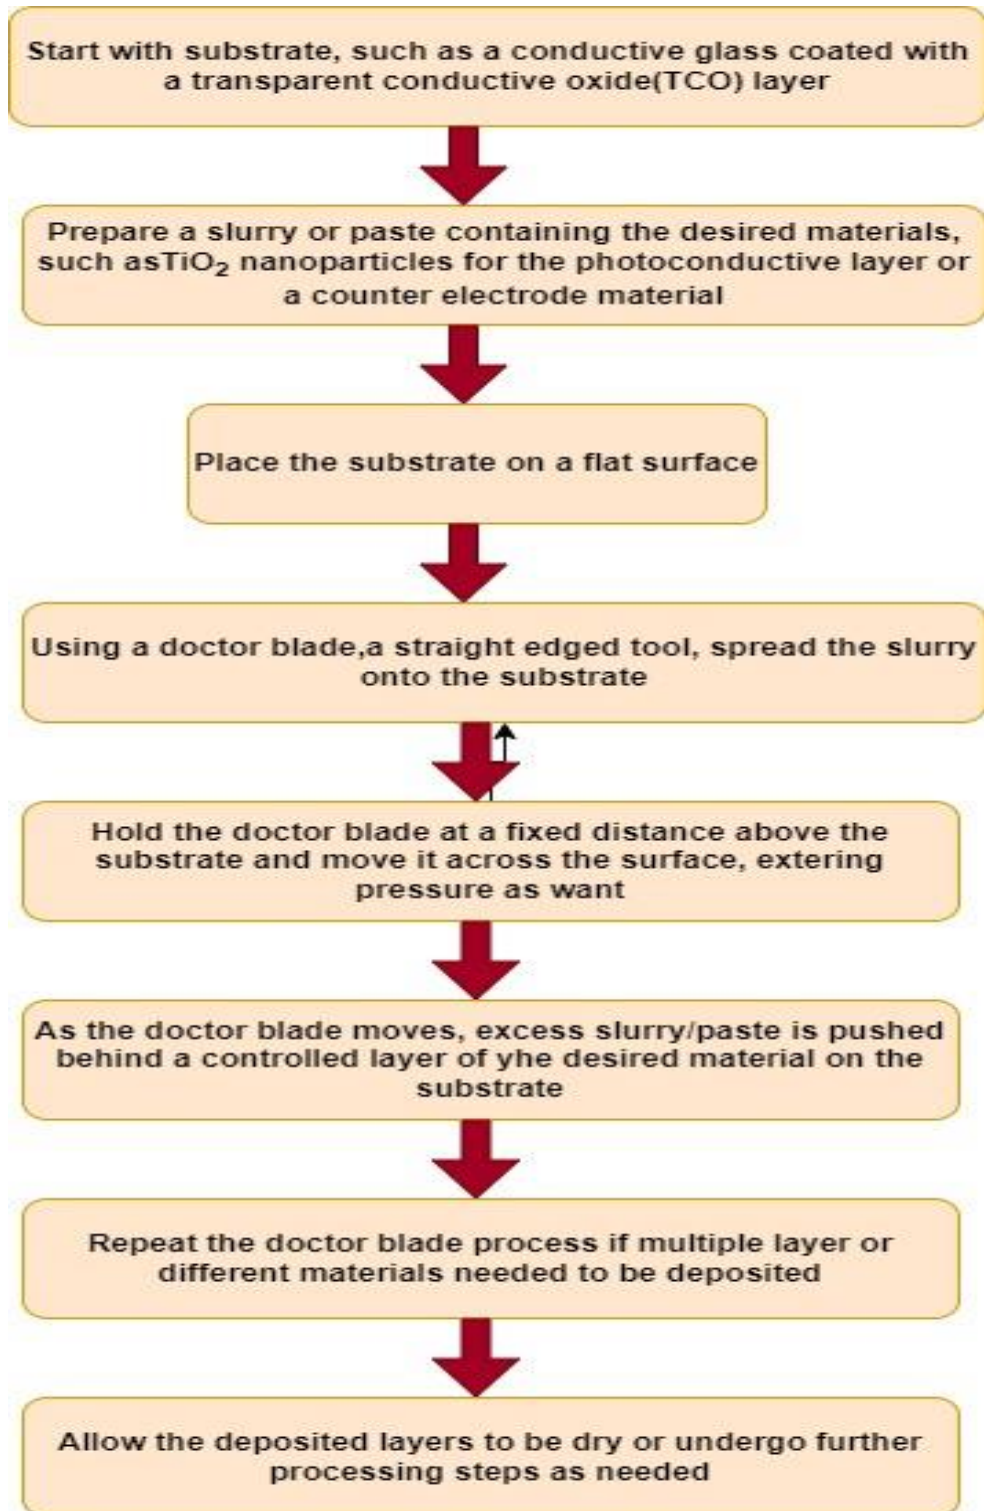 Start with substrate, such as a conductive glass coated with
a transparent conductive oxide(TCO) layer
Prepare a slurry or paste containing the desired materials,
such asTiO₂ nanoparticles for the photoconductive layer or
a counter electrode material
Place the substrate on a flat surface
Using a doctor blade,a straight edged tool, spread the slurry
onto the substrate
Hold the doctor blade at a fixed distance above the
substrate and move it across the surface, extering
pressure as want
As the doctor blade moves, excess slurry/paste is pushed
behind a controlled layer of yhe desired material on the
substrate
Repeat the doctor blade process if multiple layer or
different materials needed to be deposited
Allow the deposited layers to be dry or undergo further
processing steps as needed